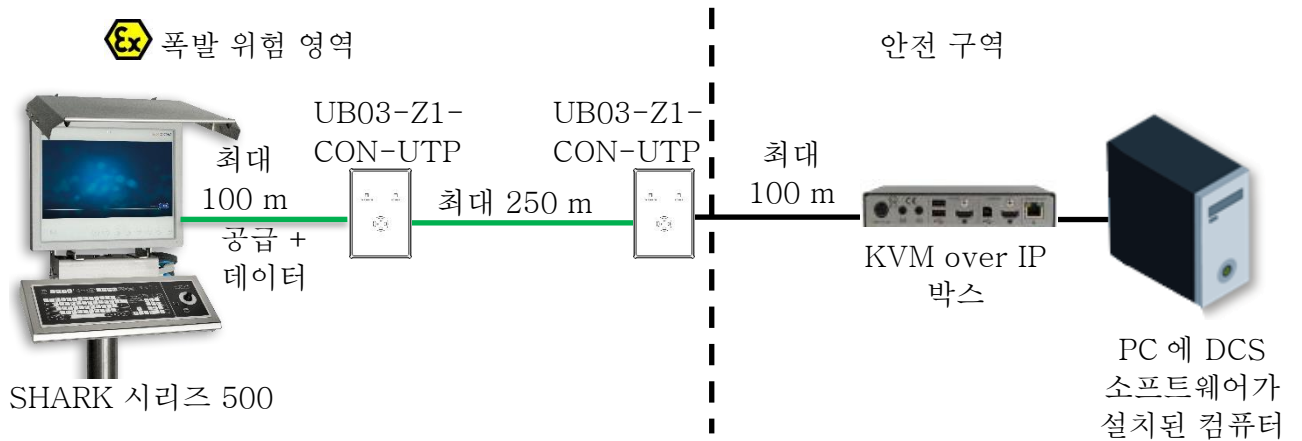 Ex 폭발 위험 영역
안전 구역
UB03-Z1-
CON-UTP
UB03-Z1-
CON-UTP
최대
100 m
공급 +
데이터
최대 250 m
최대
100 m
KVM over IP
박스
SHARK 시리즈 500
PC 에 DCS
소프트웨어가
설치된 컴퓨터